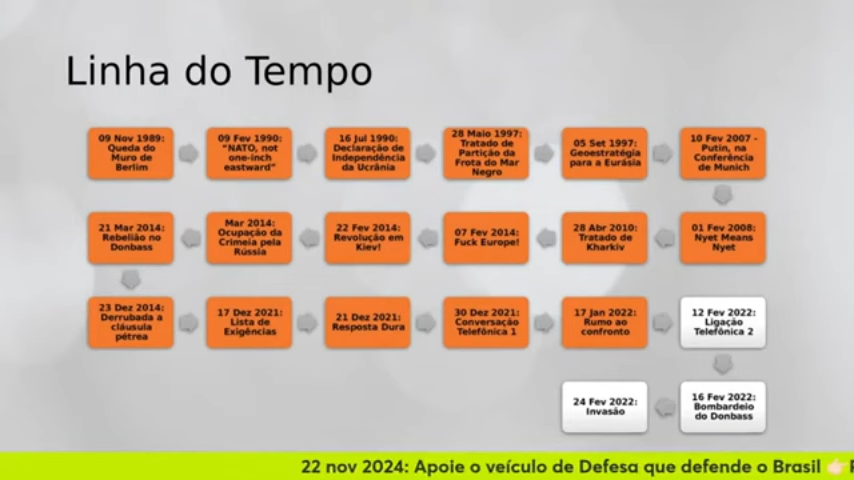 Linha do Tempo
09 Nov 1989:
Queda do
Muro de
Berlim
09 Fev 1990:
"NATO, not
one-inch
eastward"
16 Jul 1990:
Declaração de
Independência
da Ucrânia
28 Maio 1997:
Tratado de
Partição da
Frota do Mar
Negro
05 Set 1997:
Geoestratégia
para a Eurásia
10 Fev 2007 -
Putin, na
Conferência
de Munich
01 Fev 2008:
Nyet Means
Nyet
28 Abr 2010:
Tratado de
Kharkiv
07 Fev 2014:
Fuck Europe!
22 Fev 2014:
Revolução em
Kiev!
Mar 2014:
Ocupação da
Crimeia pela
Rússia
21 Mar 2014:
Rebelião no
Donbass
23 Dez 2014:
Derrubada a
cláusula
pétrea
17 Dez 2021:
Lista de
Exigências
21 Dez 2021:
Resposta Dura
30 Dez 2021:
Conversação
Telefônica 1
17 Jan 2022:
Rumo ao
confronto
12 Fev 2022:
Ligação
Telefônica 2
16 Fev 2022:
Bombardeio
do Donbass
24 Fev 2022:
Invasão
22 nov 2024: Apoie o veículo de Defesa que defende o Brasil